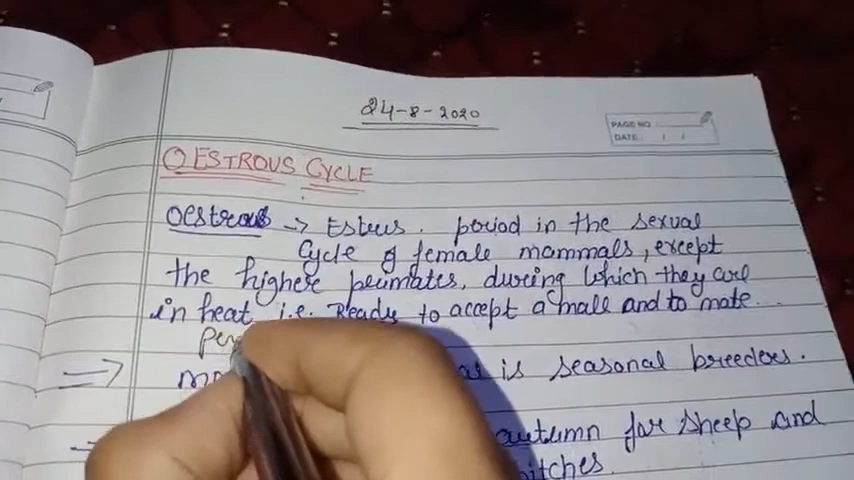 24-8-2020
PAGE NO
DATE
OESTROUS CYCLE
Oestrous -> Estrus. period in the sexual
Cycle of female mammals, except
the higher primates, during which they are
in heat i.e. Ready to accept a male and to mate..
is seasonal breeders.
autumn for sheep and
bitches.